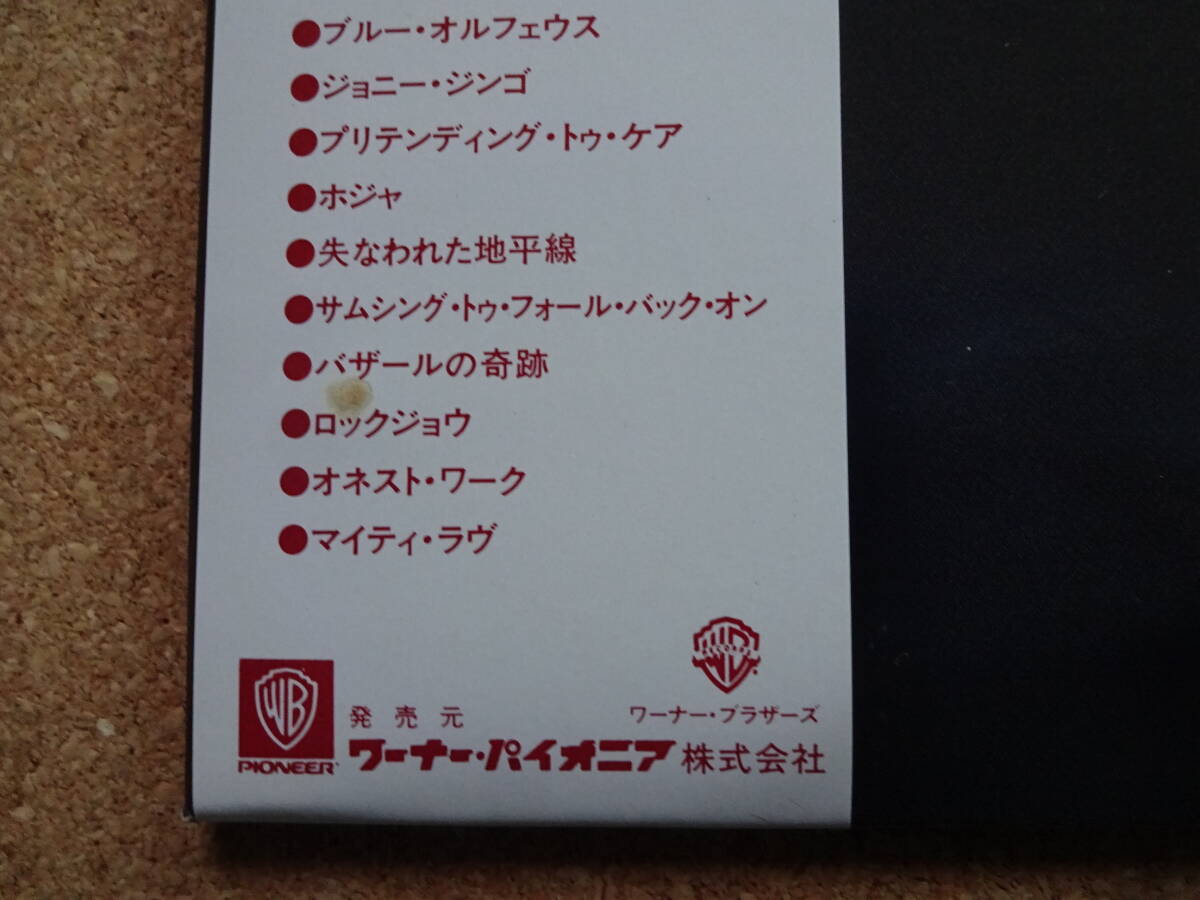 ●ブルー・オルフェウス
●ジョニー・ジンゴ
●プリテンディング・トゥ・ケア
●ホジャ
●失なわれた地平線
●サムシング・トゥ・フォール・バック・オン
●バザールの奇跡
●ロックジョウ
●オネスト・ワーク
●マイティ・ラヴ
WB RECORDS
WB
発売元
ワーナー・ブラザーズ
PIONEER
ワーナー・パイオニア株式会社